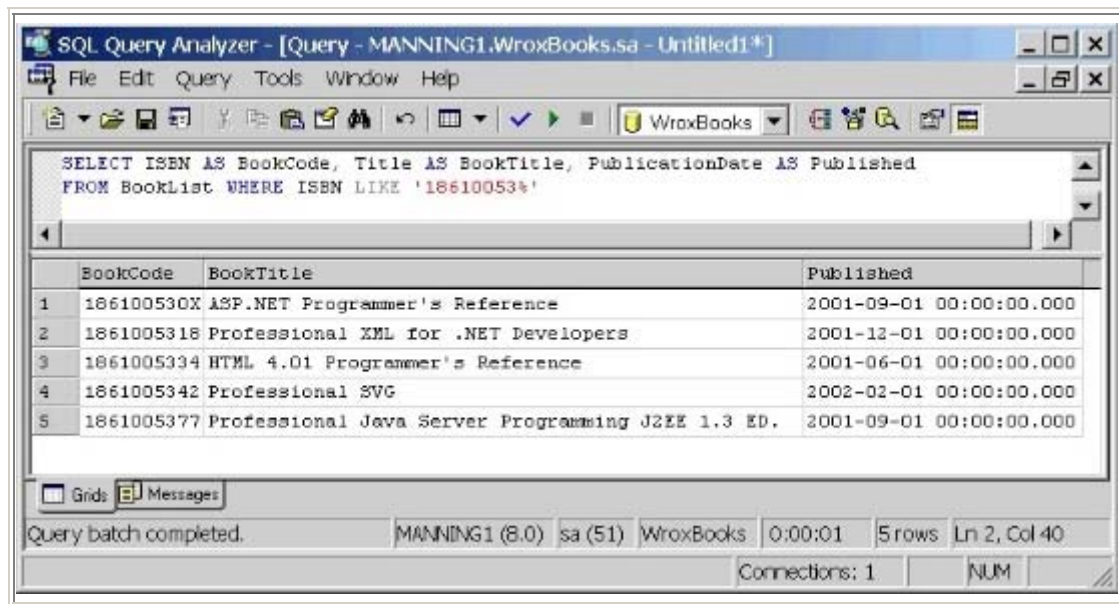 SQL Query Analyzer - [Query - MANNING1.WroxBooks.sa - Untitled1*]
File Edit Query Tools Window Help
WroxBooks
SELECT ISBN AS BookCode, Title AS BookTitle, PublicationDate AS Published
FROM BookList WHERE ISBN LIKE '18610053%'
BookCode BookTitle Published
1 186100530X ASP.NET Programmer's Reference 2001-09-01 00:00:00.000
2 1861005318 Professional XML for .NET Developers 2001-12-01 00:00:00.000
3 1861005334 HTML 4.01 Programmer's Reference 2001-06-01 00:00:00.000
4 1861005342 Professional SVG 2002-02-01 00:00:00.000
5 1861005377 Professional Java Server Programming J2EE 1.3 ED. 2001-09-01 00:00:00.000
Grids Messages
Query batch completed. MANNING1 (8.0) sa (51) WroxBooks 0:00:01 5 rows Ln 2, Col 40
Connections: 1 NUM